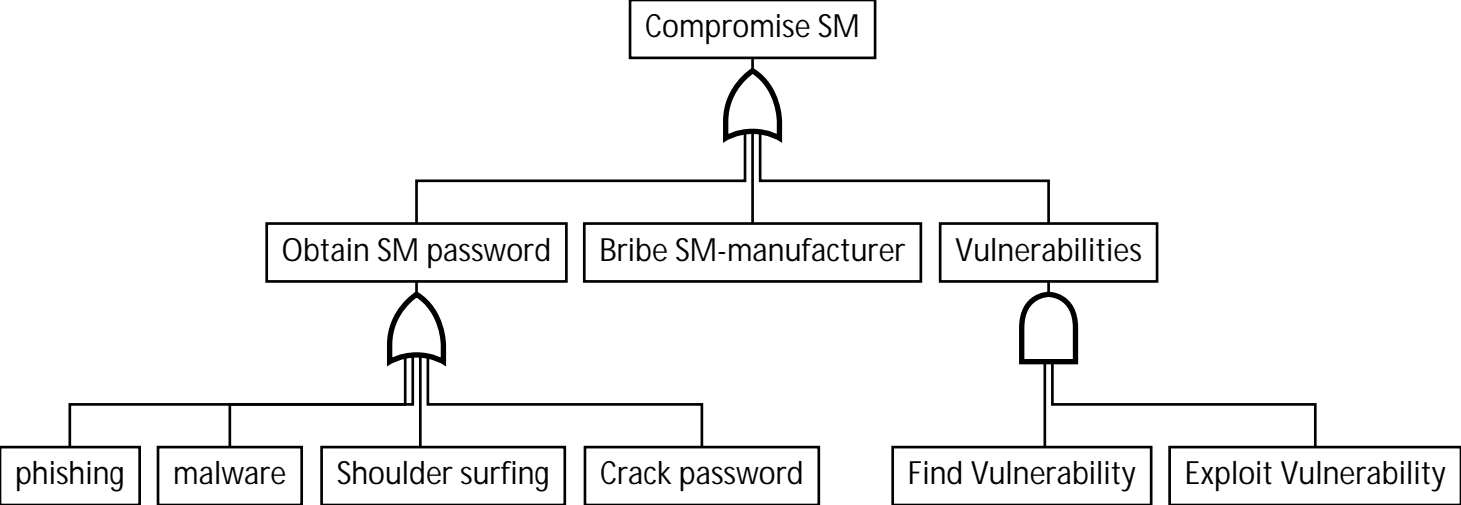 Compromise SM
Obtain SM password
Bribe SM-manufacturer
Vulnerabilities
phishing
malware
Shoulder surfing
Crack password
Find Vulnerability
Exploit Vulnerability